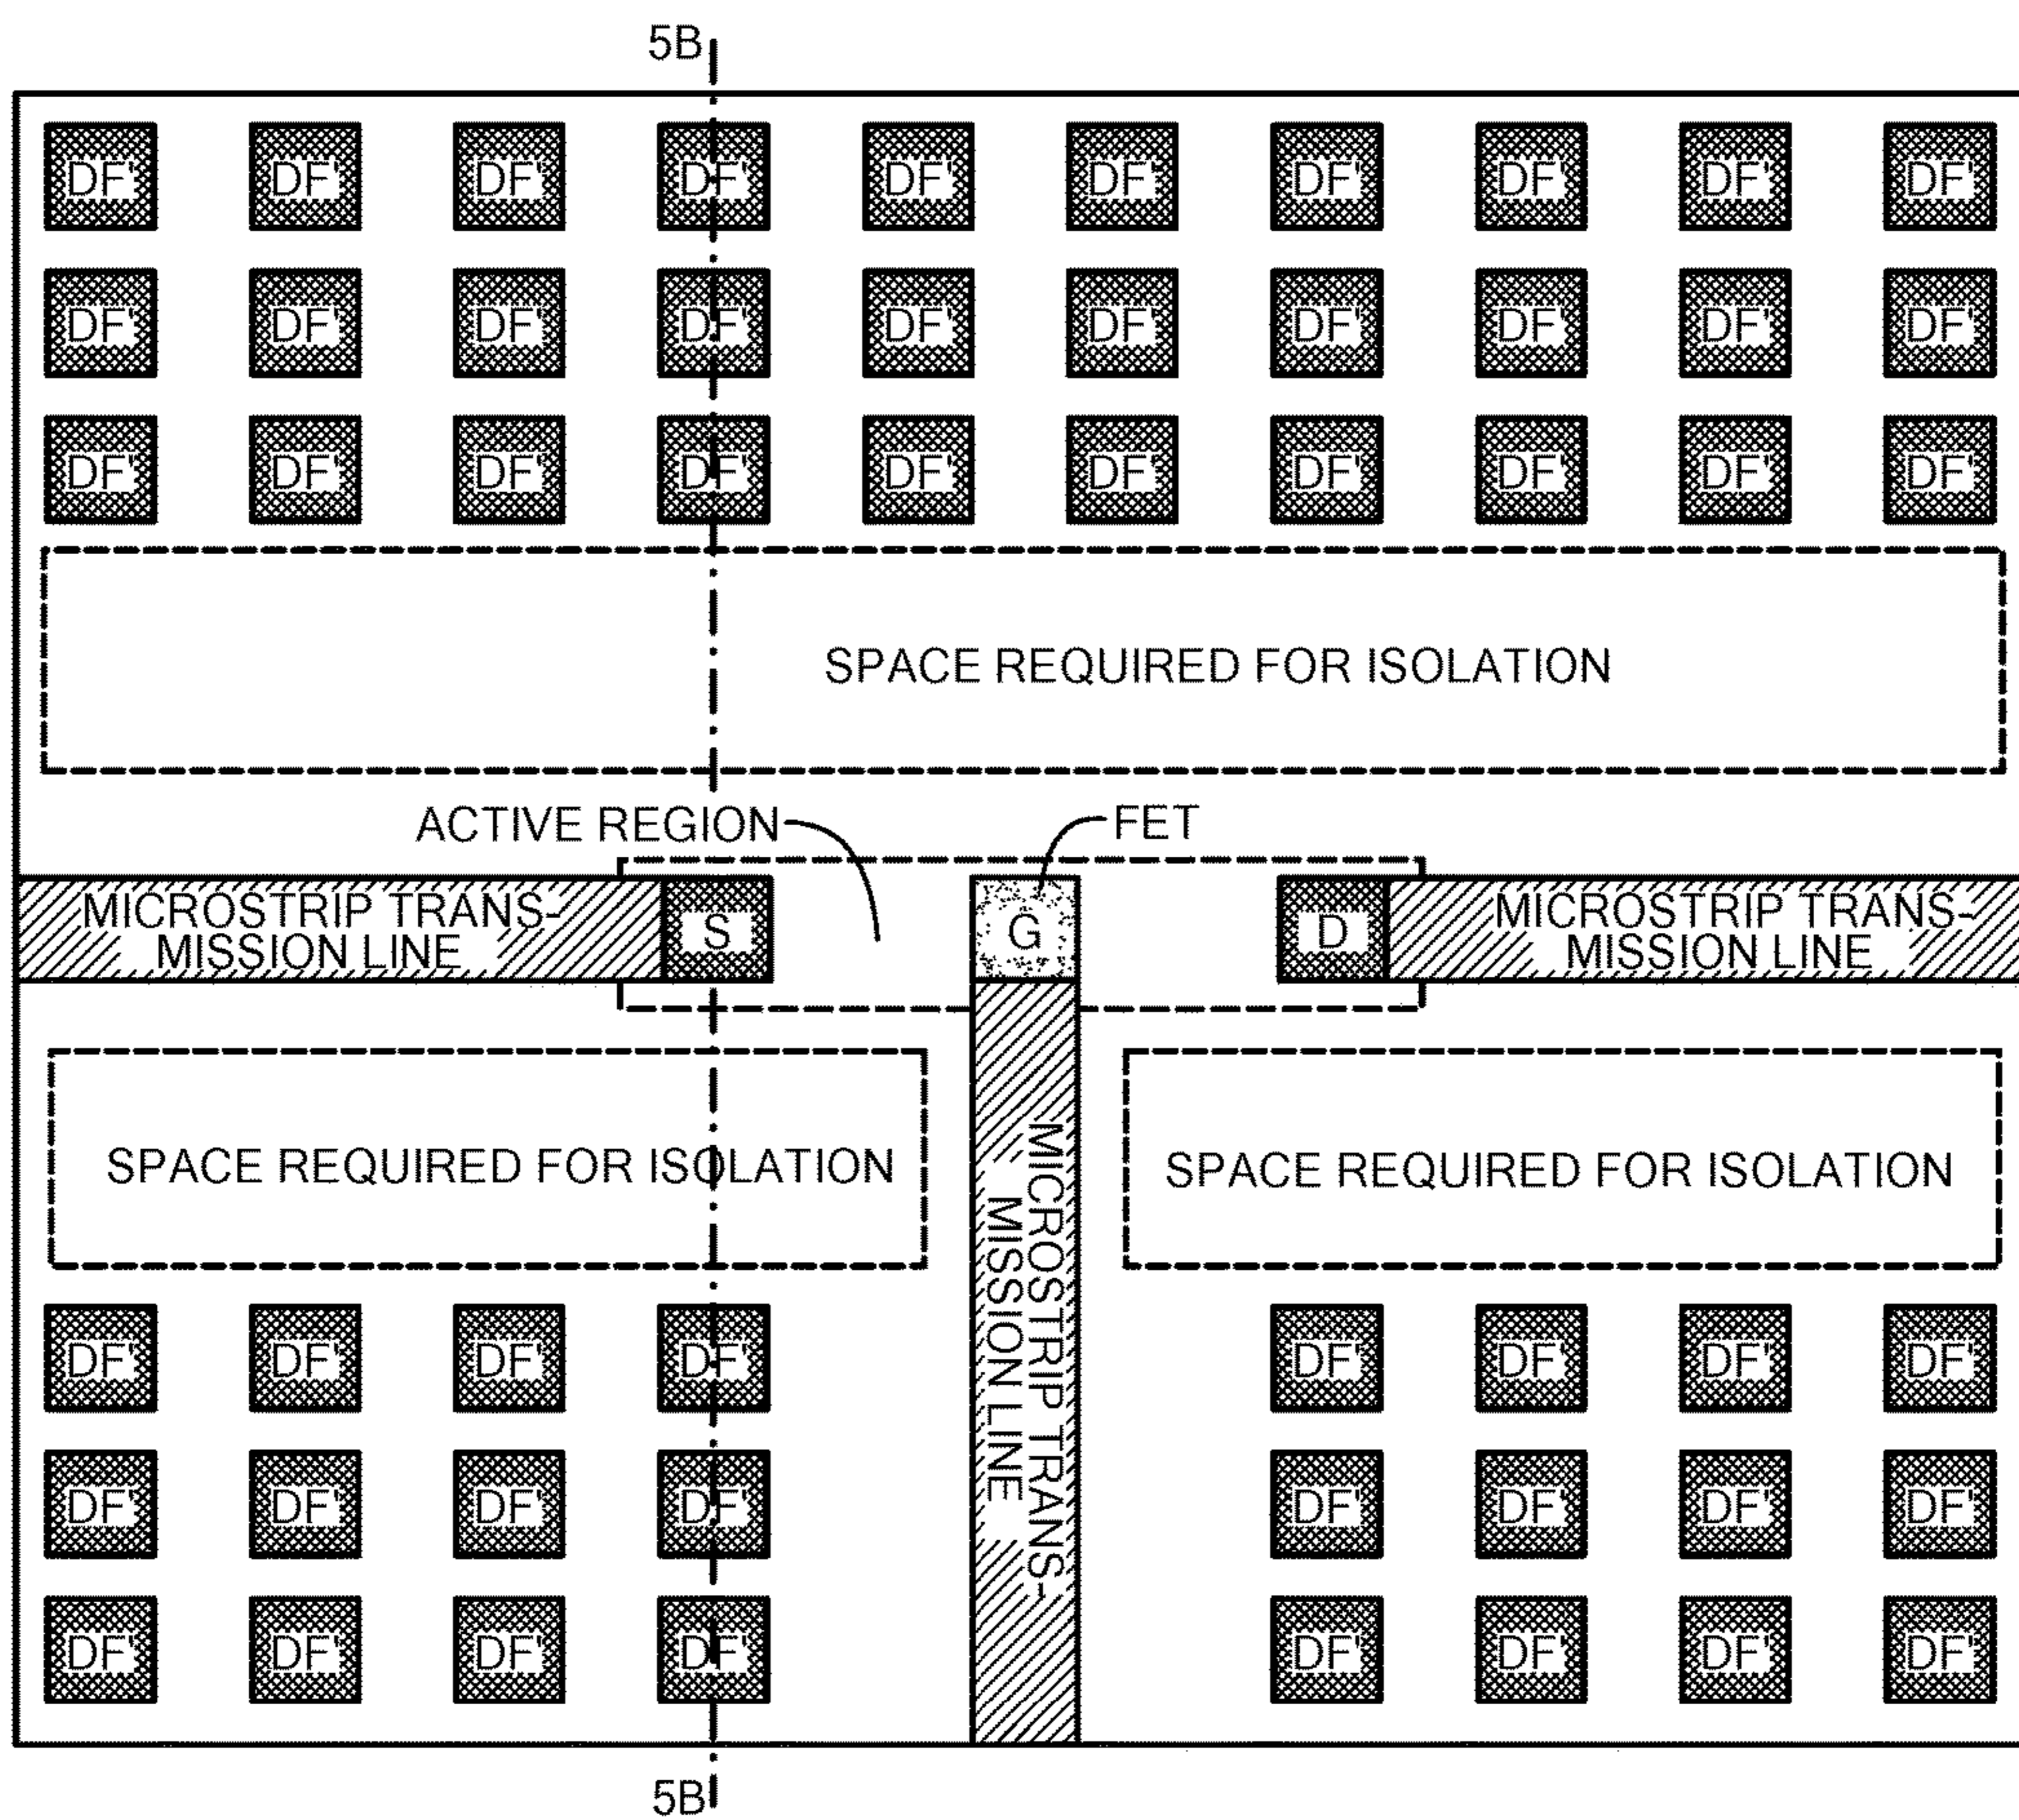 5B
DF' DF' DF' DF' DF' DF' DF' DF' DF' DF'
DF' DF' DF' DF' DF' DF' DF' DF' DF' DF'
DF' DF' DF' DF' DF' DF' DF' DF' DF' DF'
SPACE REQUIRED FOR ISOLATION
ACTIVE REGION
FET
MICROSTRIP TRANS-
MISSION LINE
S
G
D
MICROSTRIP TRANS-
MISSION LINE
SPACE REQUIRED FOR ISOLATION
MICROSTRIP TRANS-
MISSION LINE
SPACE REQUIRED FOR ISOLATION
DF' DF' DF' DF' DF' DF' DF' DF'
DF' DF' DF' DF' DF' DF' DF' DF'
DF' DF' DF' DF' DF' DF' DF' DF'
5B